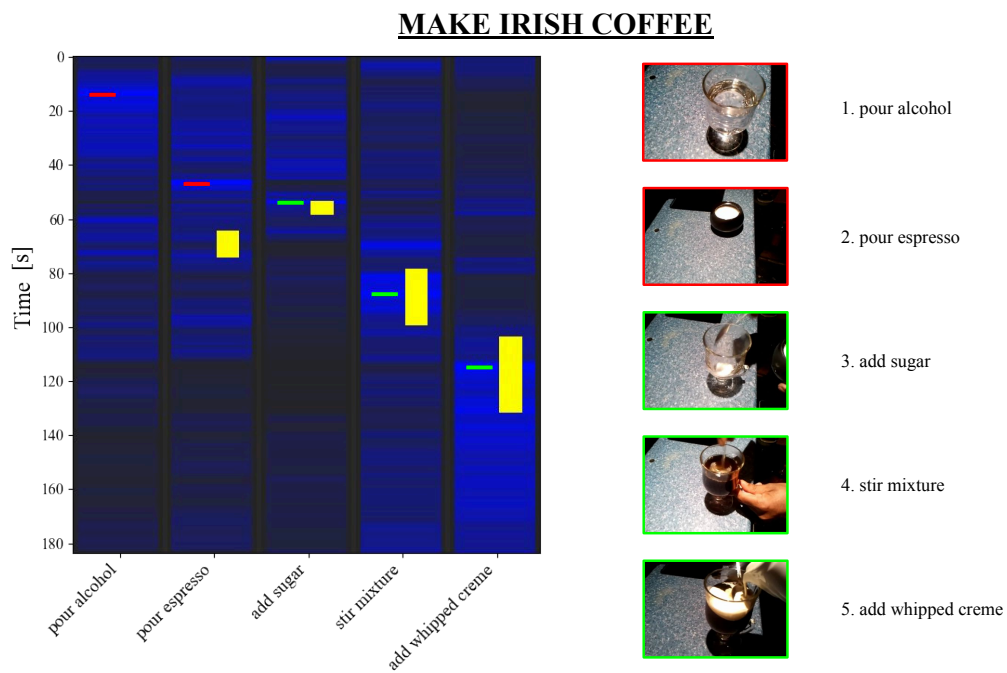 MAKE IRISH COFFEE
0
20
40
60
80
100
120
140
160
180
Time [s]
pour alcohol
pour espresso
add sugar
stir mixture
add whipped creme
1. pour alcohol
2. pour espresso
3. add sugar
4. stir mixture
5. add whipped creme